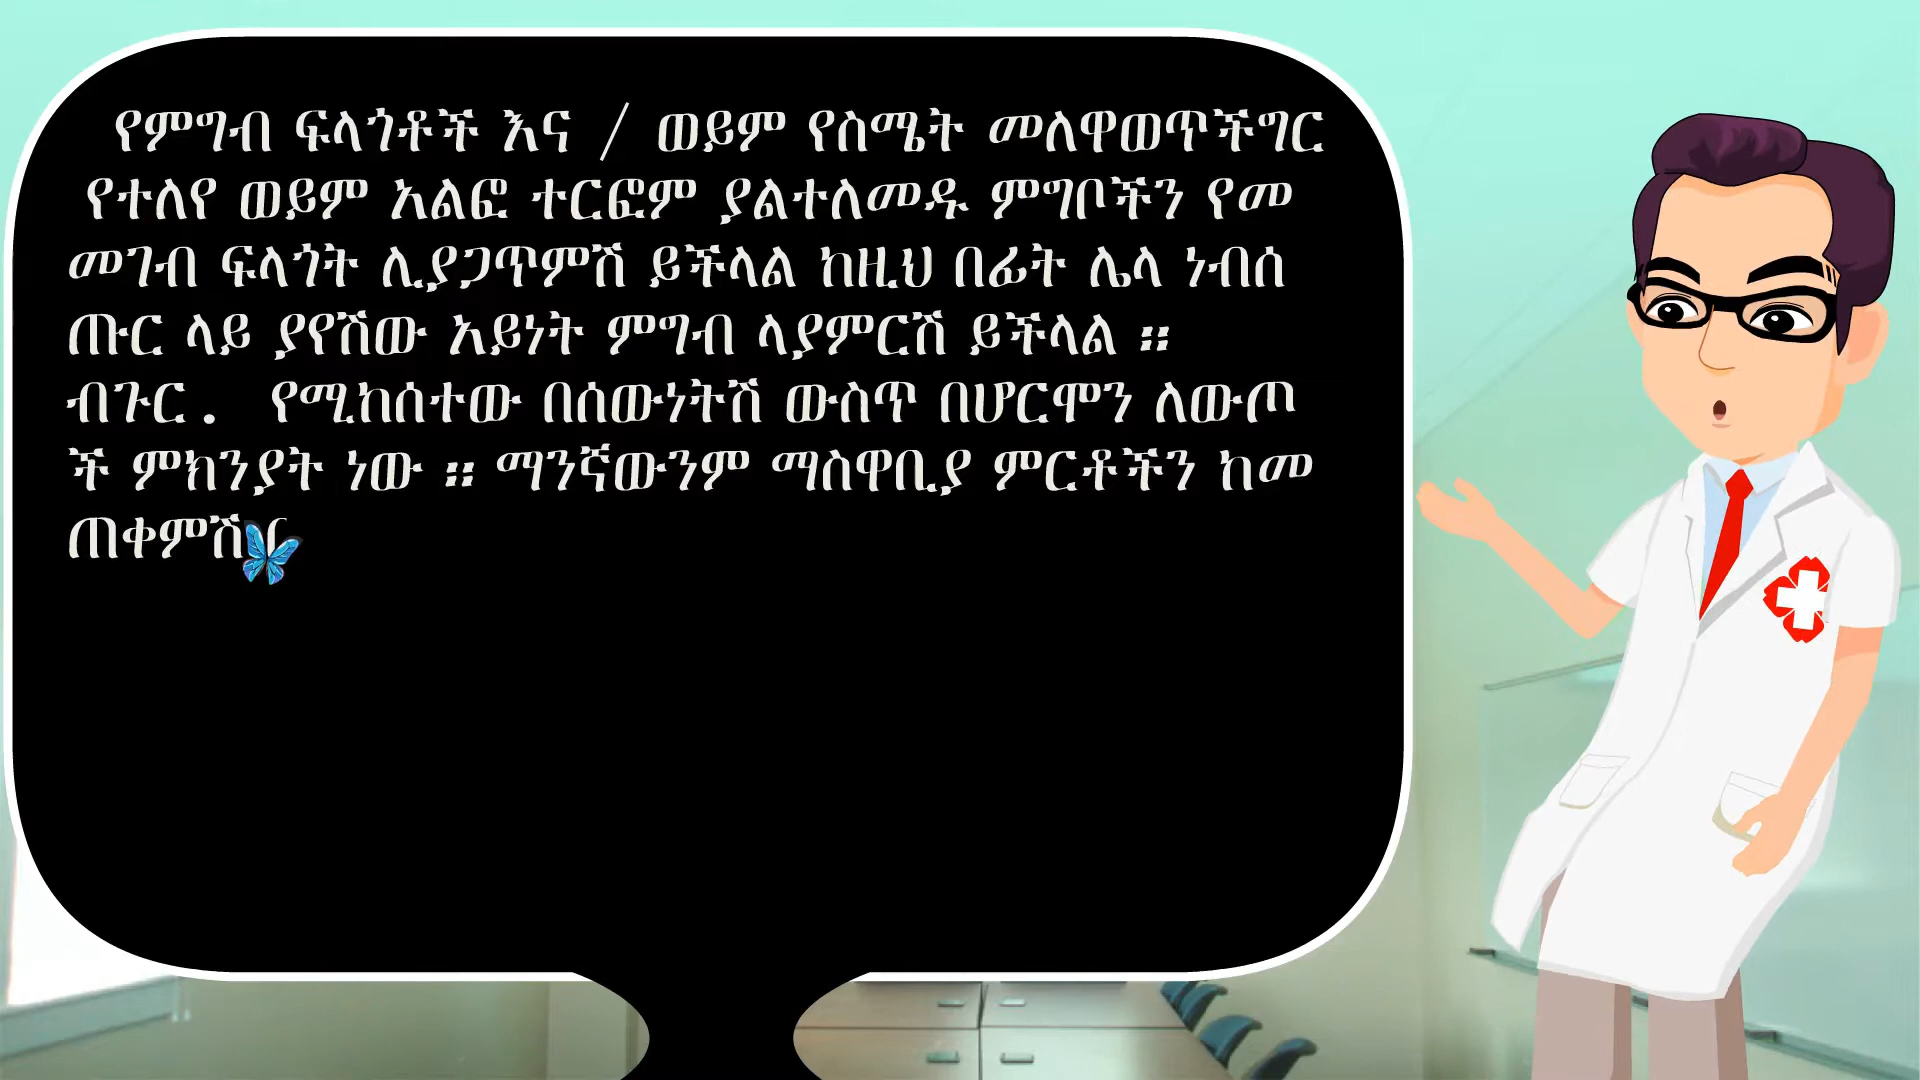 የምግብ ፍላጎቶች እና / ወይም የስሜት መለዋወጥችግር
የተለየ ወይም አልፎ ተርፎም ያልተለመዱ ምግቦችን የመ
መገብ ፍላጎት ሊያጋጥምሽ ይችላል ከዚህ በፊት ሌላ ነብሰ
ጡር ላይ ያየሽው አይነት ምግብ ላያምርሽ ይችላል ።
ብጉር . የሚከሰተው በሰውነትሽ ውስጥ በሆርሞን ለውጦ
ች ምክንያት ነው ። ማንኛውንም ማስዋቢያ ምርቶችን ከመ